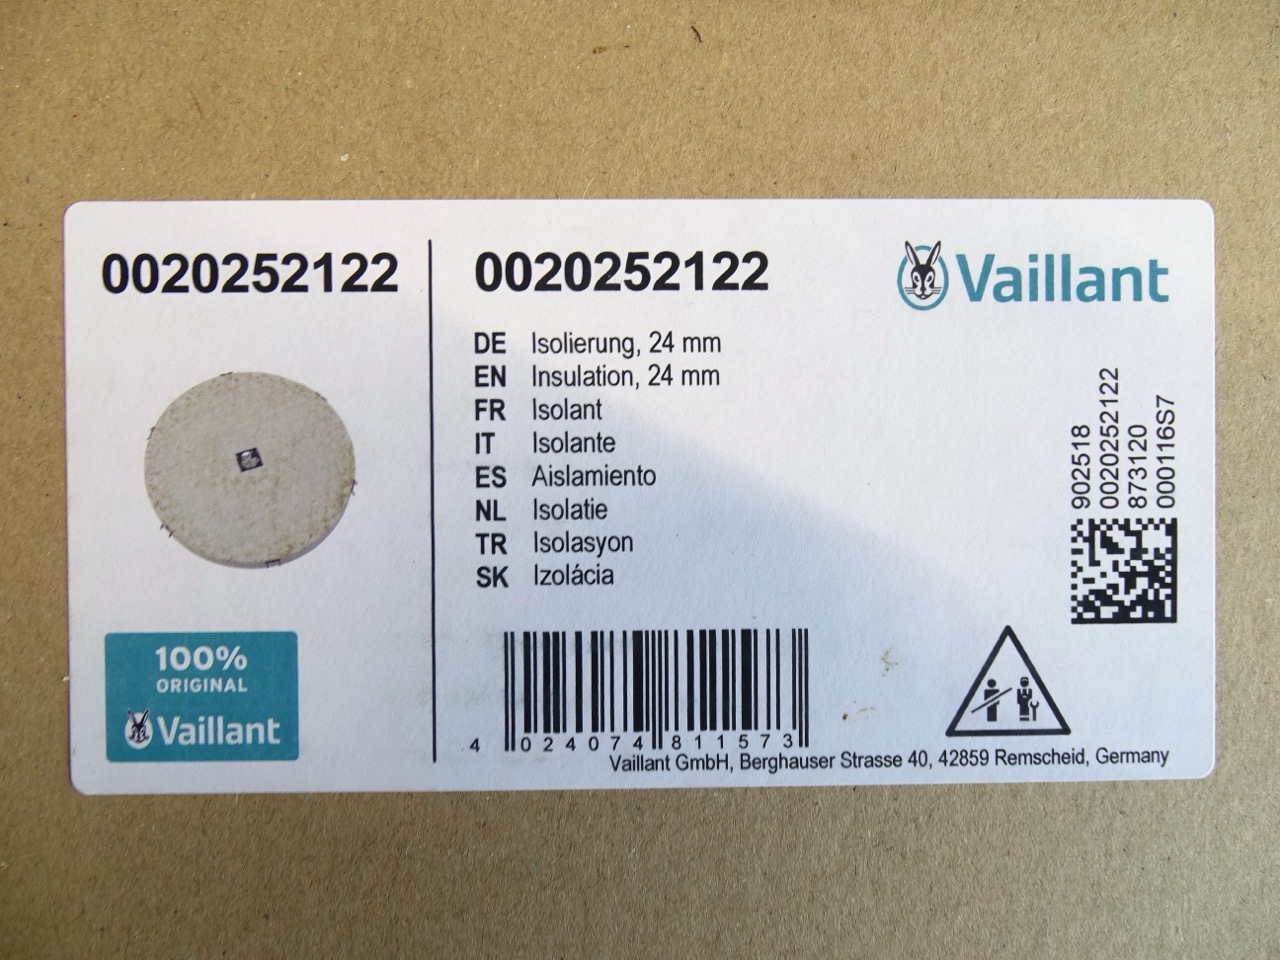 0020252122
100%
ORIGINAL
Vaillant
0020252122
Vaillant
DE Isolierung, 24 mm
EN Insulation, 24 mm
FR Isolant
IT Isolante
ES Aislamiento
NL Isolatie
TR Isolasyon
SK Izolácia
902518
0020252122
873120
000116S7
4 024074 811573
Vaillant GmbH, Berghauser Strasse 40, 42859 Remscheid, Germany